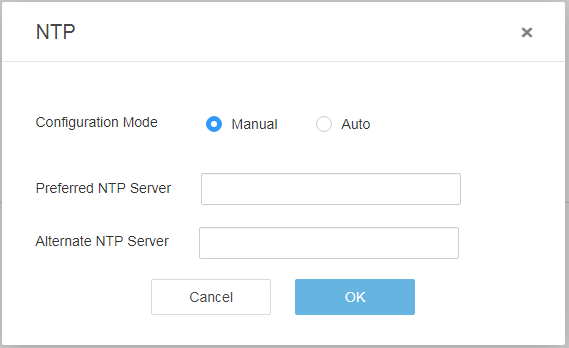 NTP
Configuration Mode Manual Auto
Preferred NTP Server
Alternate NTP Server
Cancel OK